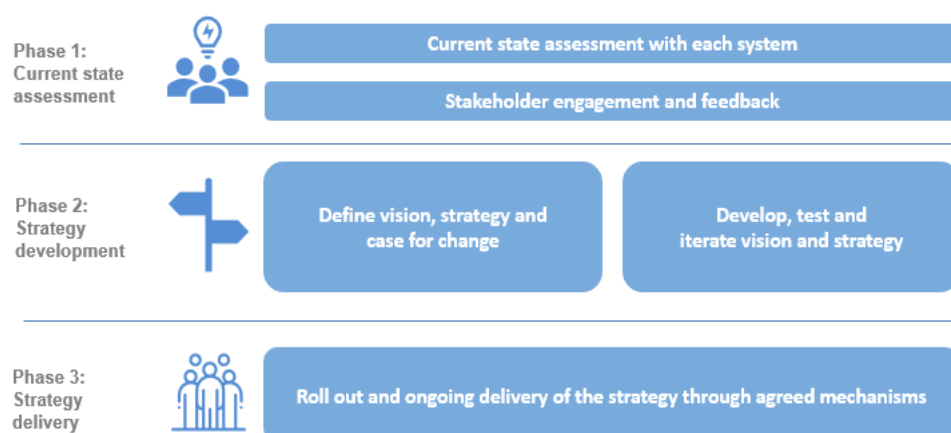 Phase 1:
Current state
assessment
Current state assessment with each system
Stakeholder engagement and feedback
Phase 2:
Strategy
development
Define vision, strategy and
case for change
Develop, test and
iterate vision and strategy
Phase 3:
Strategy
delivery
Roll out and ongoing delivery of the strategy through agreed mechanisms